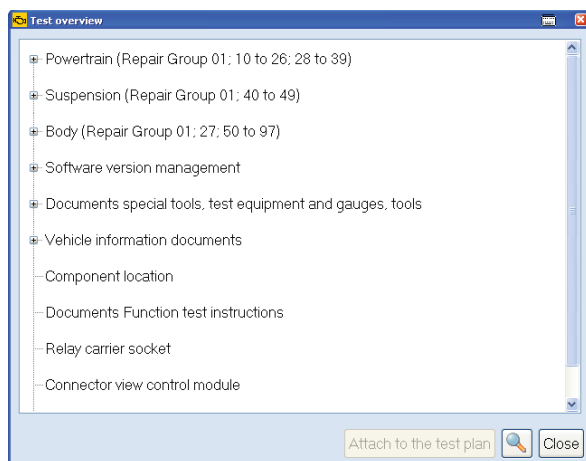 Test overview
Powertrain (Repair Group 01; 10 to 26; 28 to 39)
Suspension (Repair Group 01; 40 to 49)
Body (Repair Group 01; 27; 50 to 97)
Software version management
Documents special tools, test equipment and gauges, tools
Vehicle information documents
Component location
Documents Function test instructions
Relay carrier socket
Connector view control module
Attach to the test plan
Close